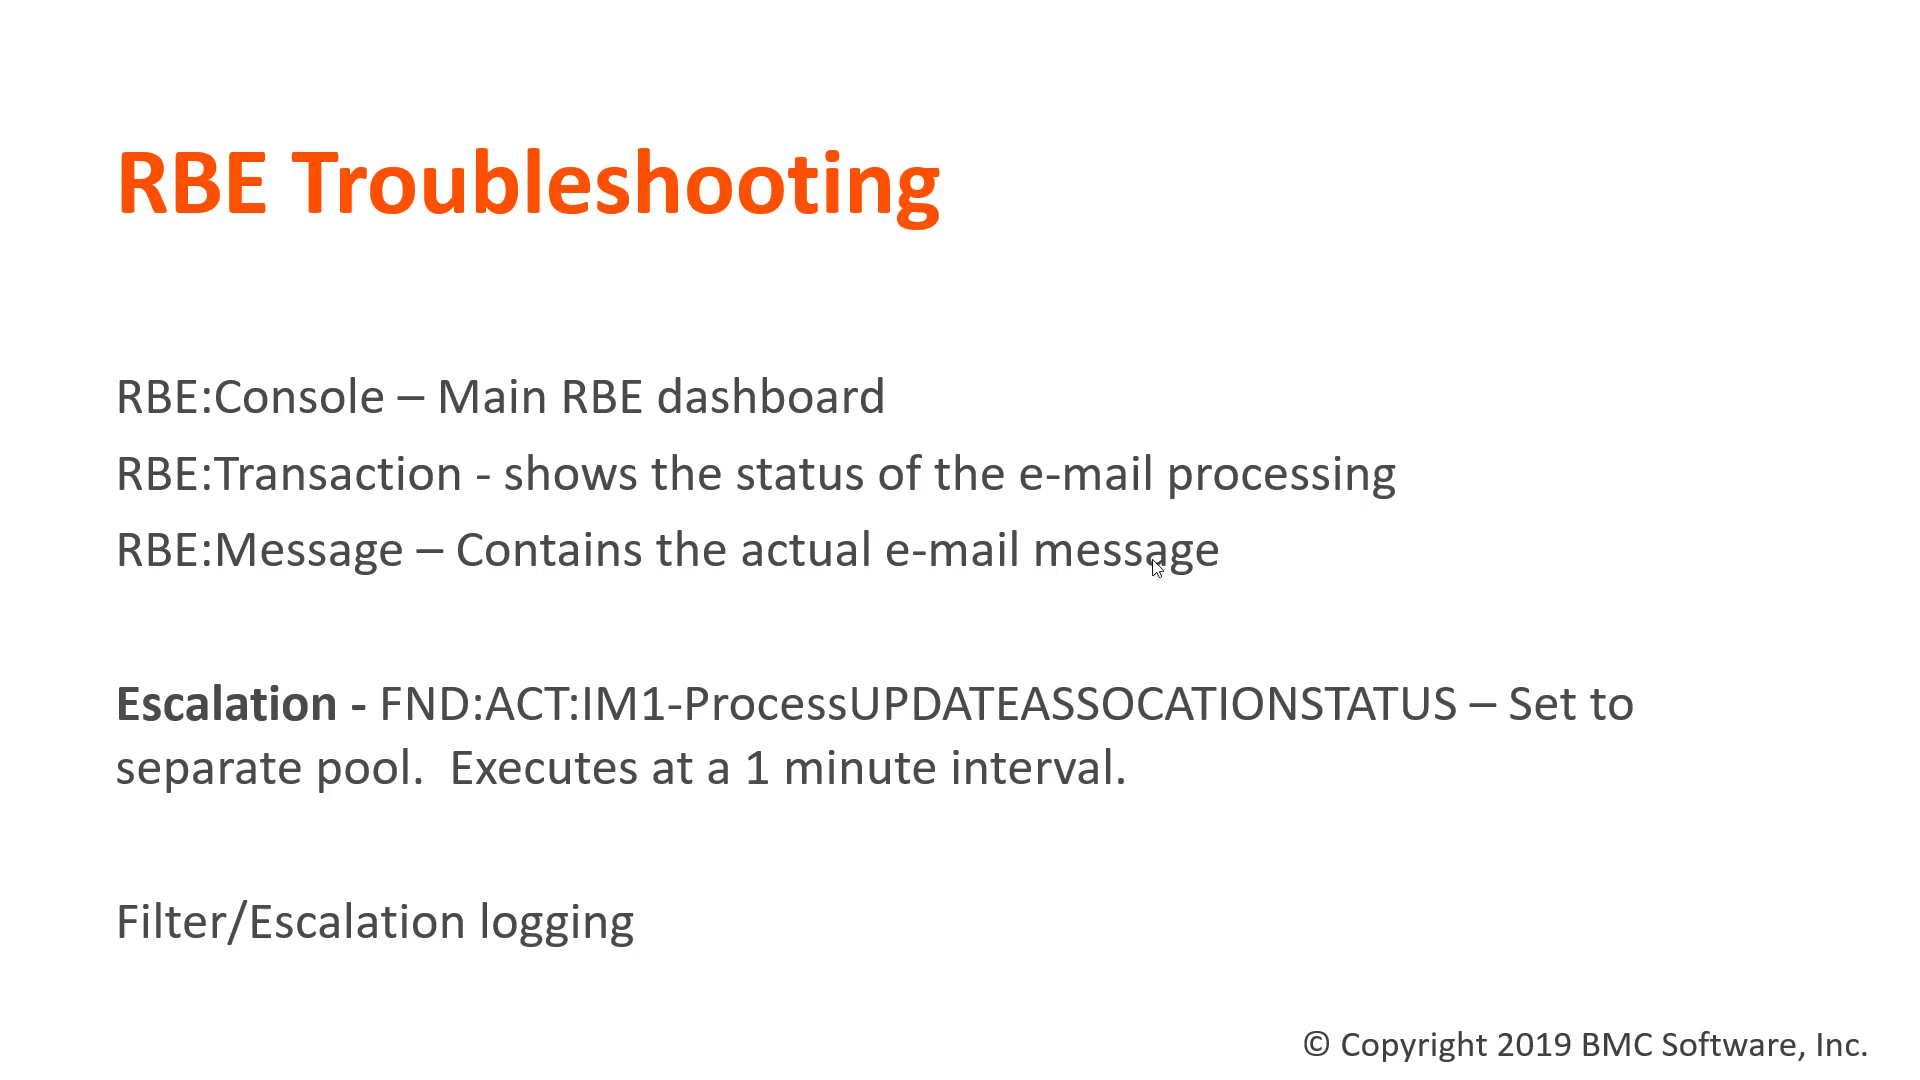 RBE Troubleshooting
RBE:Console – Main RBE dashboard
RBE:Transaction - shows the status of the e-mail processing
RBE:Message – Contains the actual e-mail message
Escalation - FND:ACT:IM1-ProcessUPDATEASSOCATIONSTATUS – Set to
separate pool.  Executes at a 1 minute interval.
Filter/Escalation logging
© Copyright 2019 BMC Software, Inc.